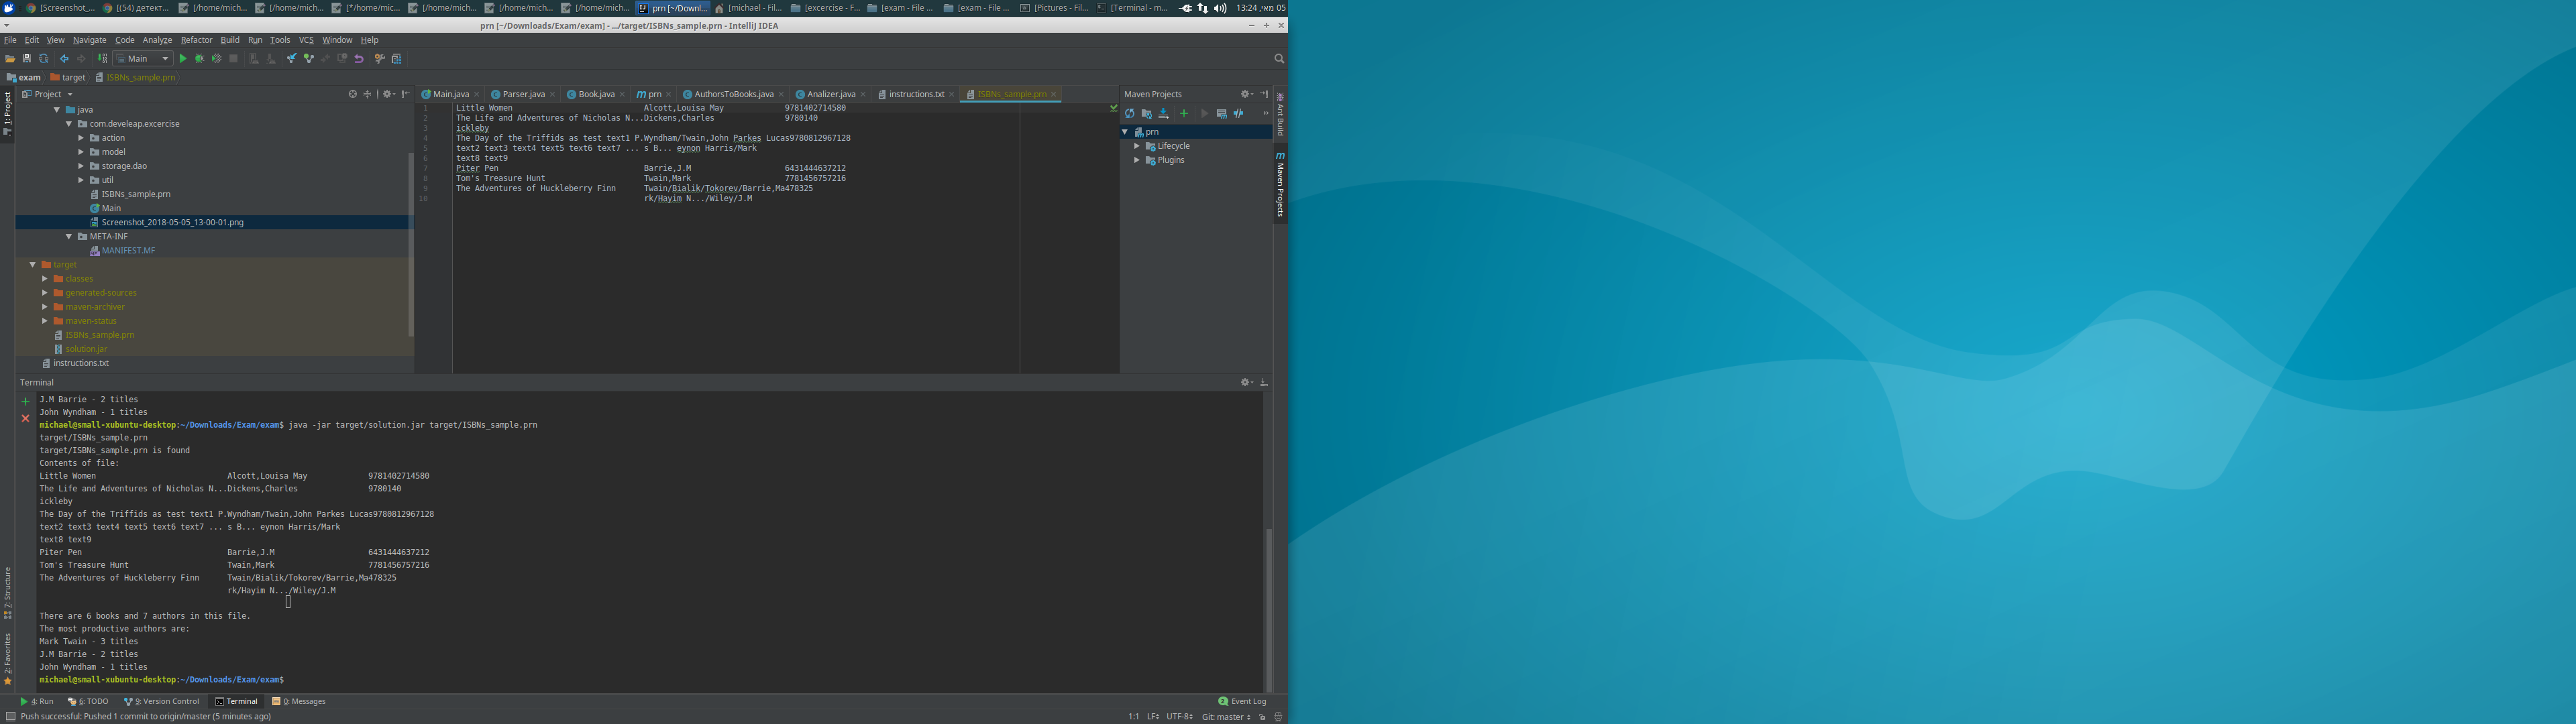 [Screenshot_... [(54) детект... [/home/mich... [/home/mich... [*/home/mic... [/home/mich... [/home/mich... [/home/mich... prn [~/Downl... [michael - Fil... [excercise - F... [exam - File ... [exam - File ... [Pictures - Fil... [Terminal - m... 13:24 ,מאי 05
prn [~/Downloads/Exam/exam] - .../target/ISBNs_sample.prn - IntelliJ IDEA
File Edit View Navigate Code Analyze Refactor Build Run Tools VCS Window Help
Main
exam target ISBNs_sample.prn
1: Project
Project
java
com.develeap.excercise
action
model
storage.dao
util
ISBNs_sample.prn
Main
Screenshot_2018-05-05_13-00-01.png
META-INF
MANIFEST.MF
target
classes
generated-sources
maven-archiver
maven-status
ISBNs_sample.prn
solution.jar
instructions.txt
Main.java Parser.java Book.java prn AuthorsToBooks.java Analizer.java instructions.txt ISBNs_sample.prn
1 Little Women Alcott,Louisa May 9781402714580
2 The Life and Adventures of Nicholas N...Dickens,Charles 9780140
3 ickleby
4 The Day of the Triffids as test text1 P.Wyndham/Twain,John Parkes Lucas9780812967128
5 text2 text3 text4 text5 text6 text7 ... s B... eynon Harris/Mark
6 text8 text9
7 Piter Pen Barrie,J.M 6431444637212
8 Tom's Treasure Hunt Twain,Mark 7781456757216
9 The Adventures of Huckleberry Finn Twain/Bialik/Tokorev/Barrie,Ma478325
10 rk/Hayim N.../Wiley/J.M
Maven Projects
prn
Lifecycle
Plugins
Ant Build
Maven Projects
Terminal
J.M Barrie - 2 titles
John Wyndham - 1 titles
michael@small-xubuntu-desktop:~/Downloads/Exam/exam$ java -jar target/solution.jar target/ISBNs_sample.prn
target/ISBNs_sample.prn
target/ISBNs_sample.prn is found
Contents of file:
Little Women Alcott,Louisa May 9781402714580
The Life and Adventures of Nicholas N...Dickens,Charles 9780140
ickleby
The Day of the Triffids as test text1 P.Wyndham/Twain,John Parkes Lucas9780812967128
text2 text3 text4 text5 text6 text7 ... s B... eynon Harris/Mark
text8 text9
Piter Pen Barrie,J.M 6431444637212
Tom's Treasure Hunt Twain,Mark 7781456757216
The Adventures of Huckleberry Finn Twain/Bialik/Tokorev/Barrie,Ma478325
rk/Hayim N.../Wiley/J.M
There are 6 books and 7 authors in this file.
The most productive authors are:
Mark Twain - 3 titles
J.M Barrie - 2 titles
John Wyndham - 1 titles
michael@small-xubuntu-desktop:~/Downloads/Exam/exam$
Z: Structure
2: Favorites
4: Run 6: TODO 9: Version Control Terminal 0: Messages Event Log
Push successful: Pushed 1 commit to origin/master (5 minutes ago) 1:1 LF UTF-8 Git: master